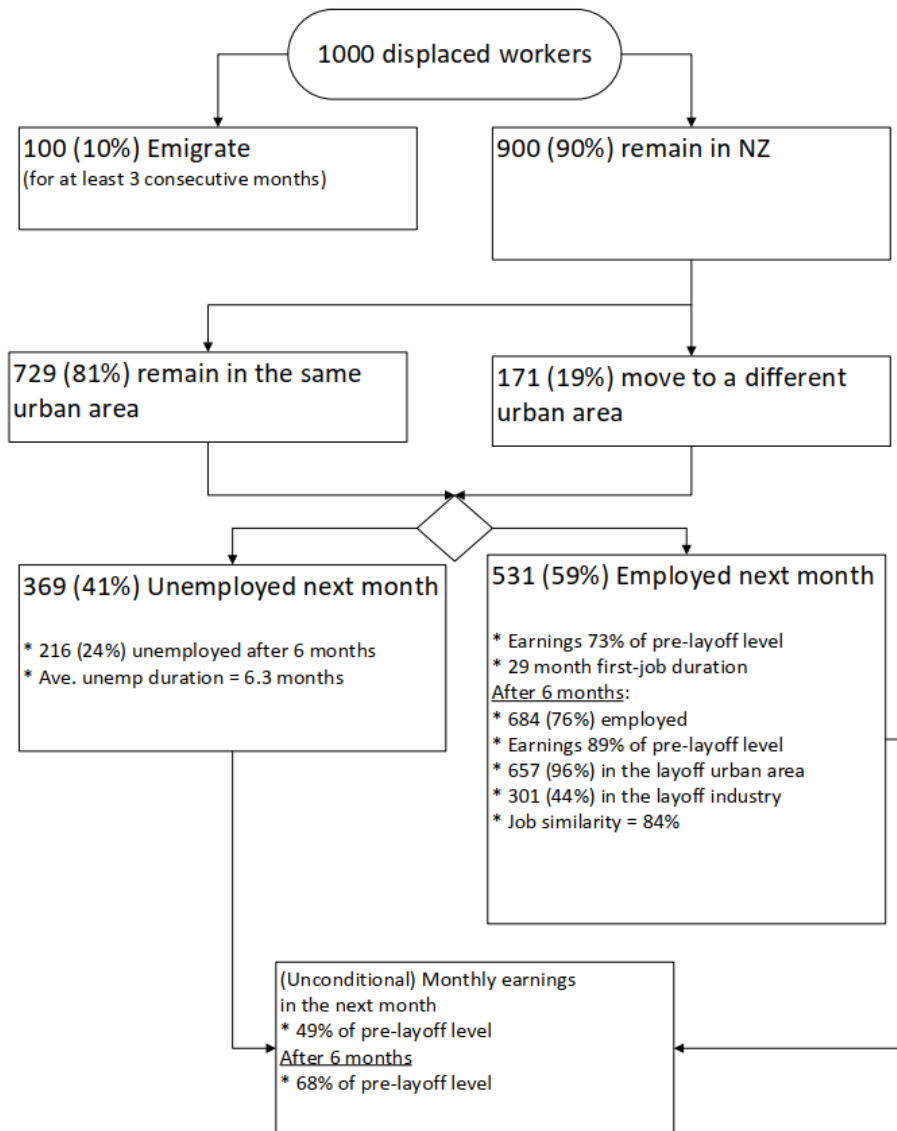 1000 displaced workers
100 (10%) Emigrate
(for at least 3 consecutive months)
900 (90%) remain in NZ
729 (81%) remain in the same
urban area
171 (19%) move to a different
urban area
369 (41%) Unemployed next month
* 216 (24%) unemployed after 6 months
* Ave. unemp duration = 6.3 months
531 (59%) Employed next month
* Earnings 73% of pre-layoff level
* 29 month first-job duration
After 6 months:
* 684 (76%) employed
* Earnings 89% of pre-layoff level
* 657 (96%) in the layoff urban area
* 301 (44%) in the layoff industry
* Job similarity = 84%
(Unconditional) Monthly earnings
in the next month
* 49% of pre-layoff level
After 6 months
* 68% of pre-layoff level